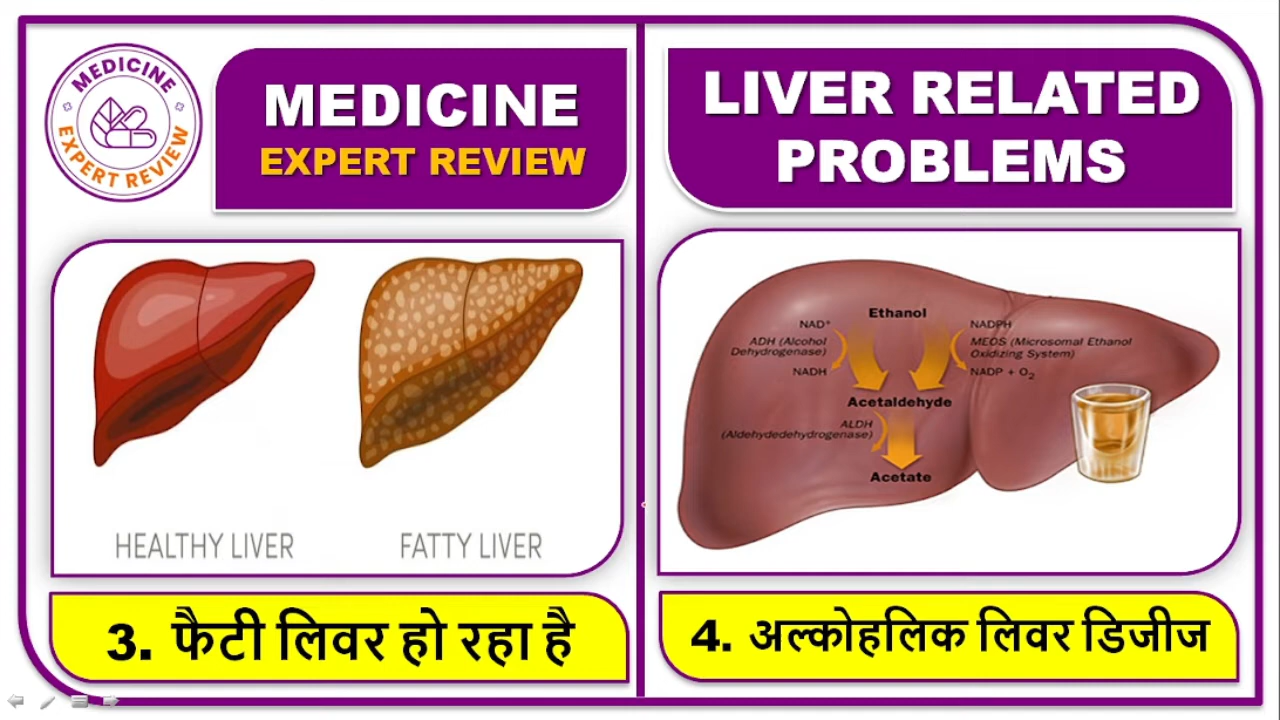 MEDICINE
EXPERT REVIEW
MEDICINE
EXPERT REVIEW
HEALTHY LIVER
FATTY LIVER
3. फैटी लिवर हो रहा है
LIVER RELATED
PROBLEMS
Ethanol
NAD⁺
ADH (Alcohol
Dehydrogenase)
NADH
NADPH
MEOS (Microsomal Ethanol
Oxidizing System)
NADP + O₂
Acetaldehyde
ALDH
(Aldehydedehydrogenase)
Acetate
4. अल्कोहलिक लिवर डिजीज